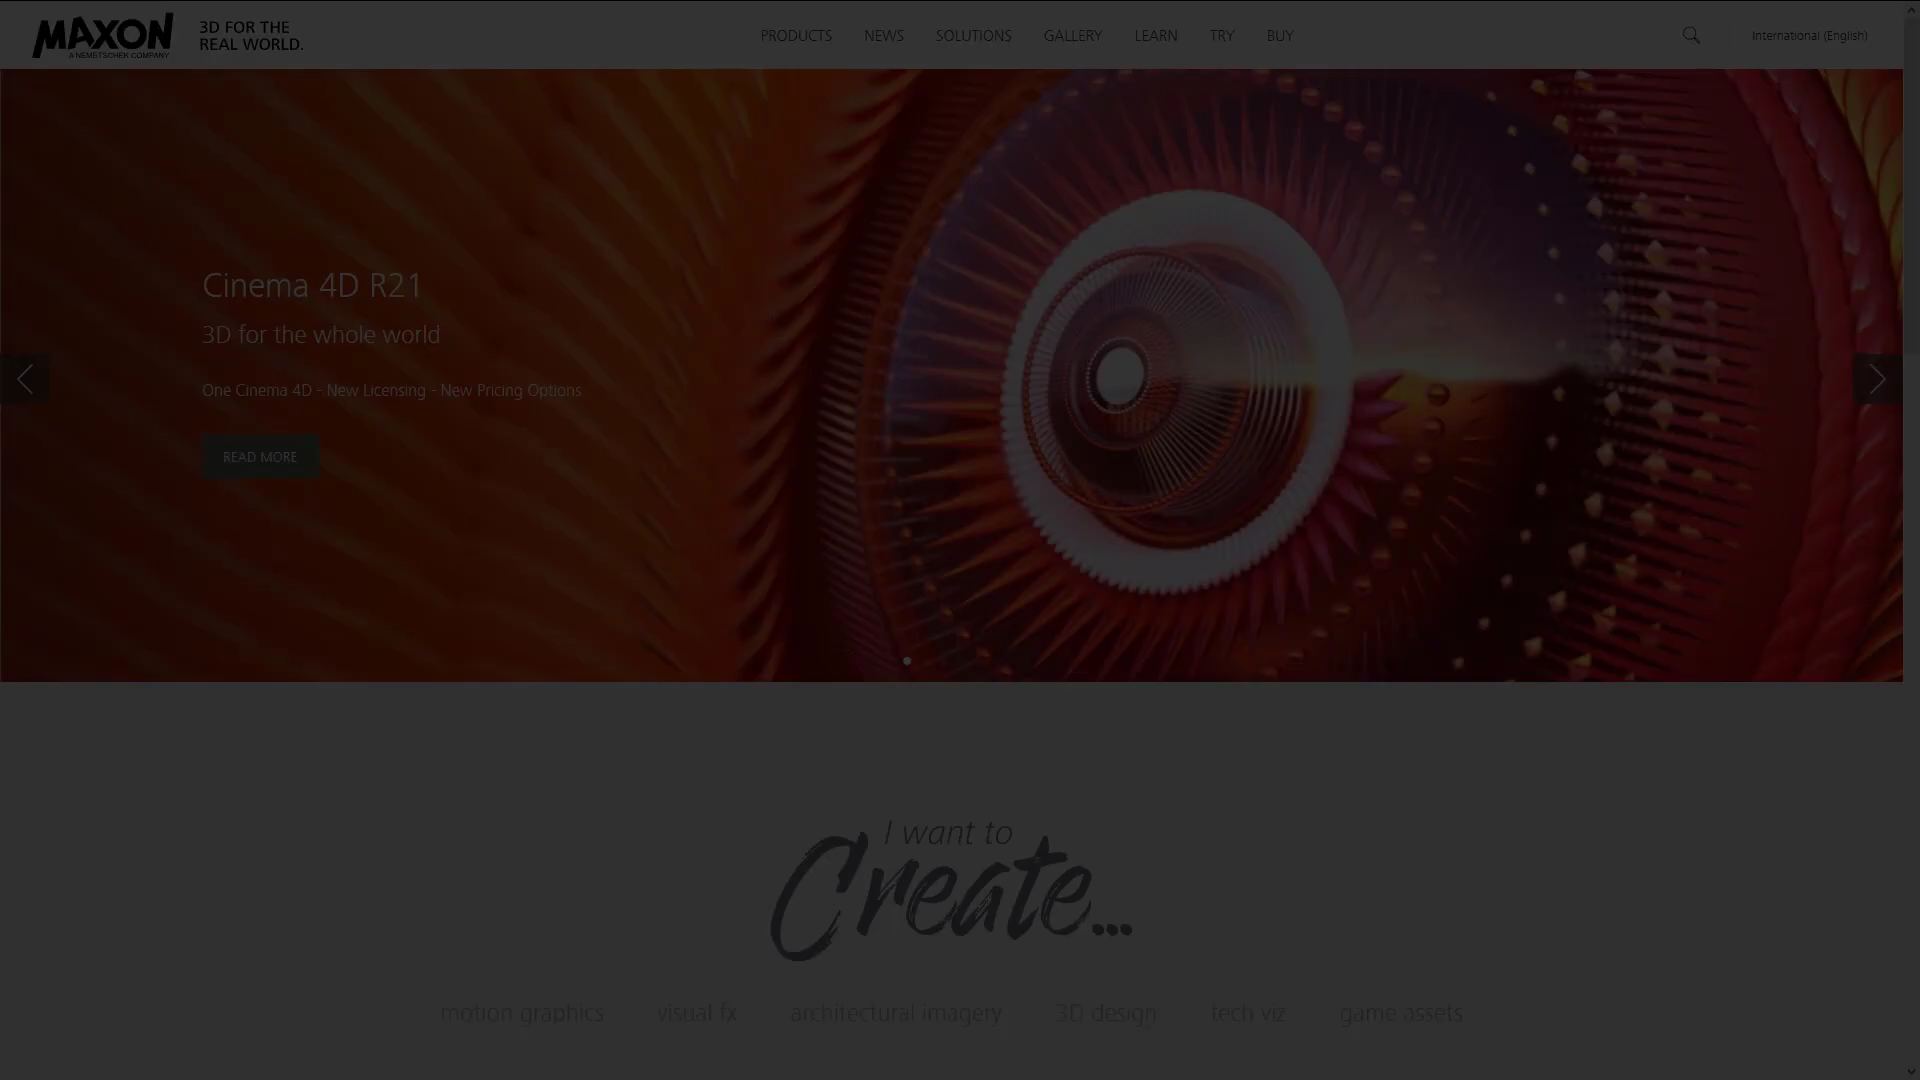 MAXON
A NEMETSCHEK COMPANY
3D FOR THE
REAL WORLD.
PRODUCTS NEWS SOLUTIONS GALLERY LEARN TRY BUY
International (English)
Cinema 4D R21
3D for the whole world
One Cinema 4D - New Licensing - New Pricing Options
READ MORE
I want to
Create...
motion graphics visual fx architectural imagery 3D design tech viz game assets